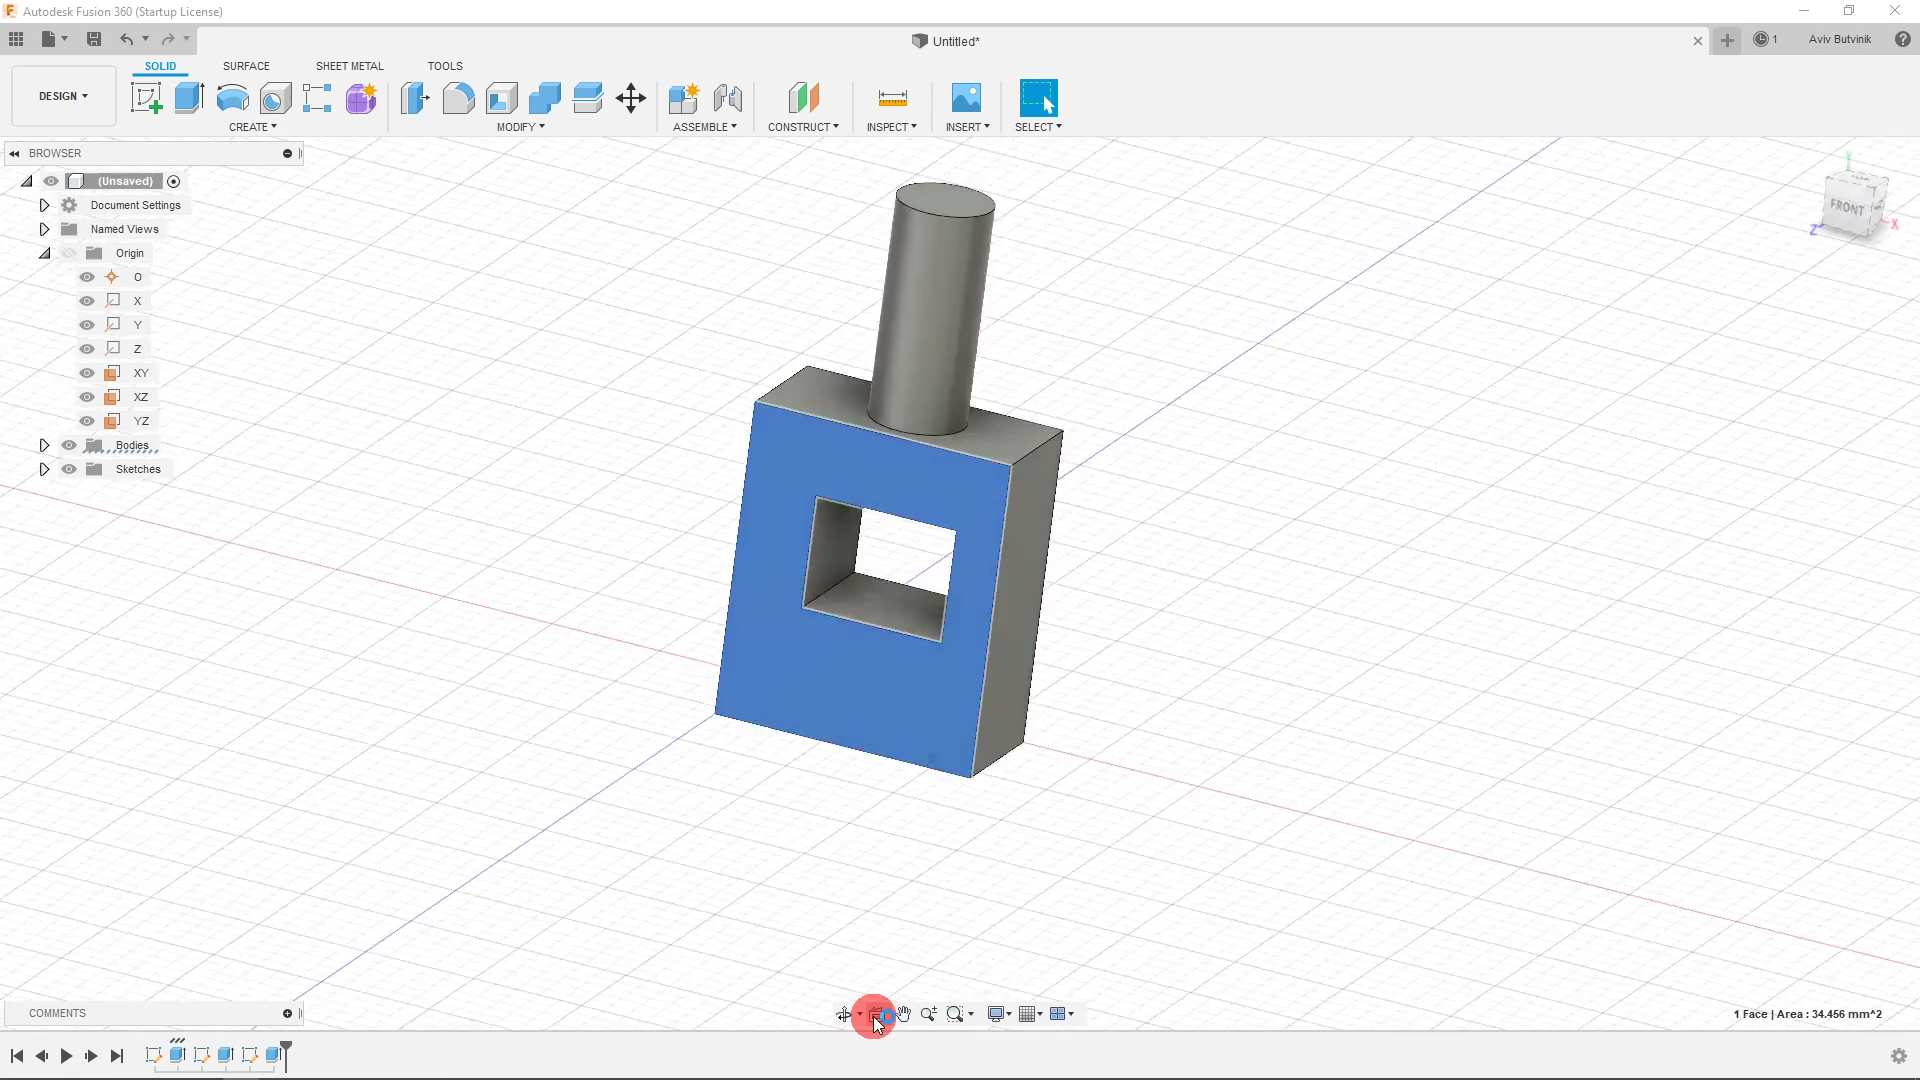 Autodesk Fusion 360 (Startup License)
Untitled*
1
Aviv Butvinik
DESIGN
SOLID
SURFACE
SHEET METAL
TOOLS
CREATE
MODIFY
ASSEMBLE
CONSTRUCT
INSPECT
INSERT
SELECT
BROWSER
(Unsaved)
Document Settings
Named Views
Origin
O
X
Y
Z
XY
XZ
YZ
Bodies
Sketches
FRONT
Y
Z
X
COMMENTS
1 Face | Area : 34.456 mm^2